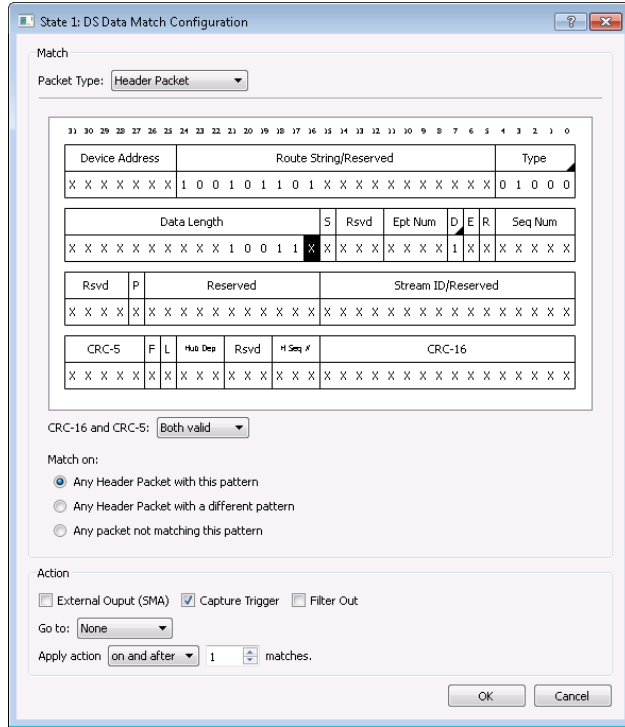 State 1: DS Data Match Configuration
Match
Packet Type: Header Packet
31 30 29 28 27 26 25 24 23 22 21 20 19 18 17 16 15 14 13 12 11 10 9 8 7 6 5 4 3 2 1 0
Device Address Route String/Reserved Type
X X X X X X X 1 0 0 1 0 1 1 0 1 X X X X X X X X X X X 0 1 0 0 0
Data Length S Rsvd Ept Num D E R Seq Num
X X X X X X X X X X 1 0 0 1 1 X X X X X X X X X 1 X X X X X X X
Rsvd P Reserved Stream ID/Reserved
X X X X X X X X X X X X X X X X X X X X X X X X X X X X X X X X
CRC-5 F L Hub Dep Rsvd H Seq # CRC-16
X X X X X X X X X X X X X X X X X X X X X X X X X X X X X X X X
CRC-16 and CRC-5: Both valid
Match on:
Any Header Packet with this pattern
Any Header Packet with a different pattern
Any packet not matching this pattern
Action
External Ouput (SMA) Capture Trigger Filter Out
Go to: None
Apply action on and after 1 matches.
OK Cancel